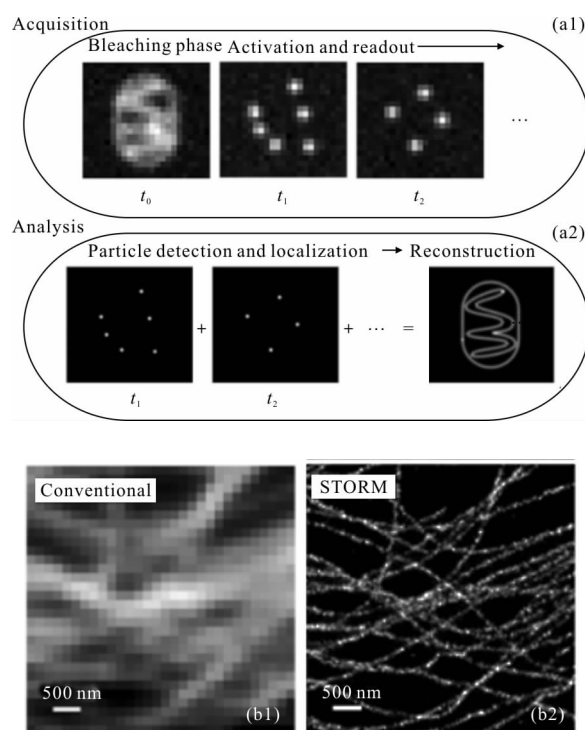 Acquisition (a1)
Bleaching phase Activation and readout
...
t0 t1 t2
Analysis (a2)
Particle detection and localization → Reconstruction
+ + ... =
t1 t2
Conventional STORM
500 nm (b1) 500 nm (b2)